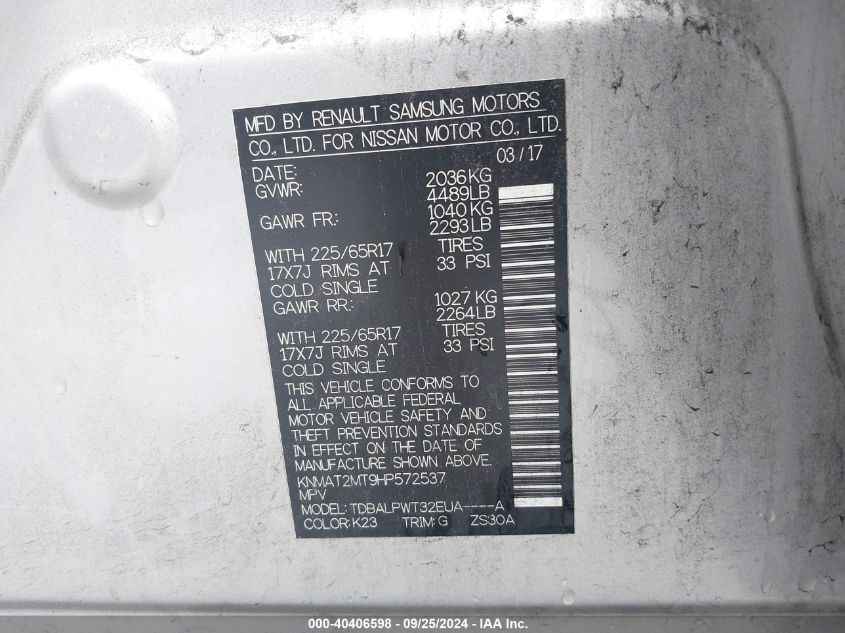 MFD BY RENAULT SAMSUNG MOTORS
CO., LTD. FOR NISSAN MOTOR CO., LTD.
03/17
DATE:
GVWR: 2036KG
4489LB
GAWR FR: 1040KG
2293LB
WITH 225/65R17 TIRES
17X7J RIMS AT 33 PSI
COLD SINGLE
GAWR RR: 1027KG
2264LB
WITH 225/65R17 TIRES
17X7J RIMS AT 33 PSI
COLD SINGLE
THIS VEHICLE CONFORMS TO
ALL APPLICABLE FEDERAL
MOTOR VEHICLE SAFETY AND
THEFT PREVENTION STANDARDS
IN EFFECT ON THE DATE OF
MANUFACTURE SHOWN ABOVE.
KNMAT2MT9HP572537
MPV
MODEL: TDBALPWT32EUA----A
COLOR: K23 TRIM: G ZS30A
000-40406598 - 09/25/2024 - IAA Inc.